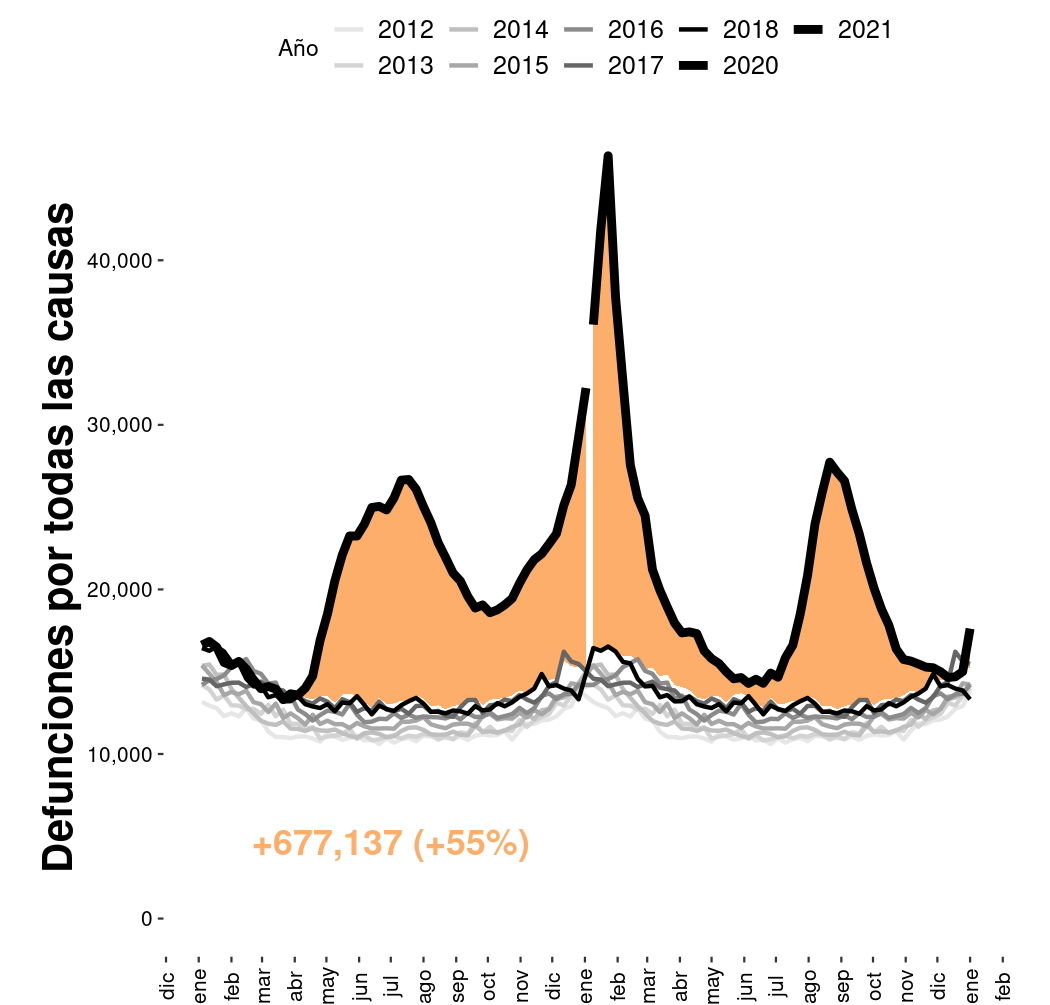 2012 2014 2016 2018 2021
Año
2013 2015 2017 2020
Defunciones por todas las causas
40,000
30,000
20,000
10,000
+677,137 (+55%)
0
dic ene feb mar abr may jun jul ago sep oct nov dic ene feb mar abr may jun jul ago sep oct nov dic ene feb